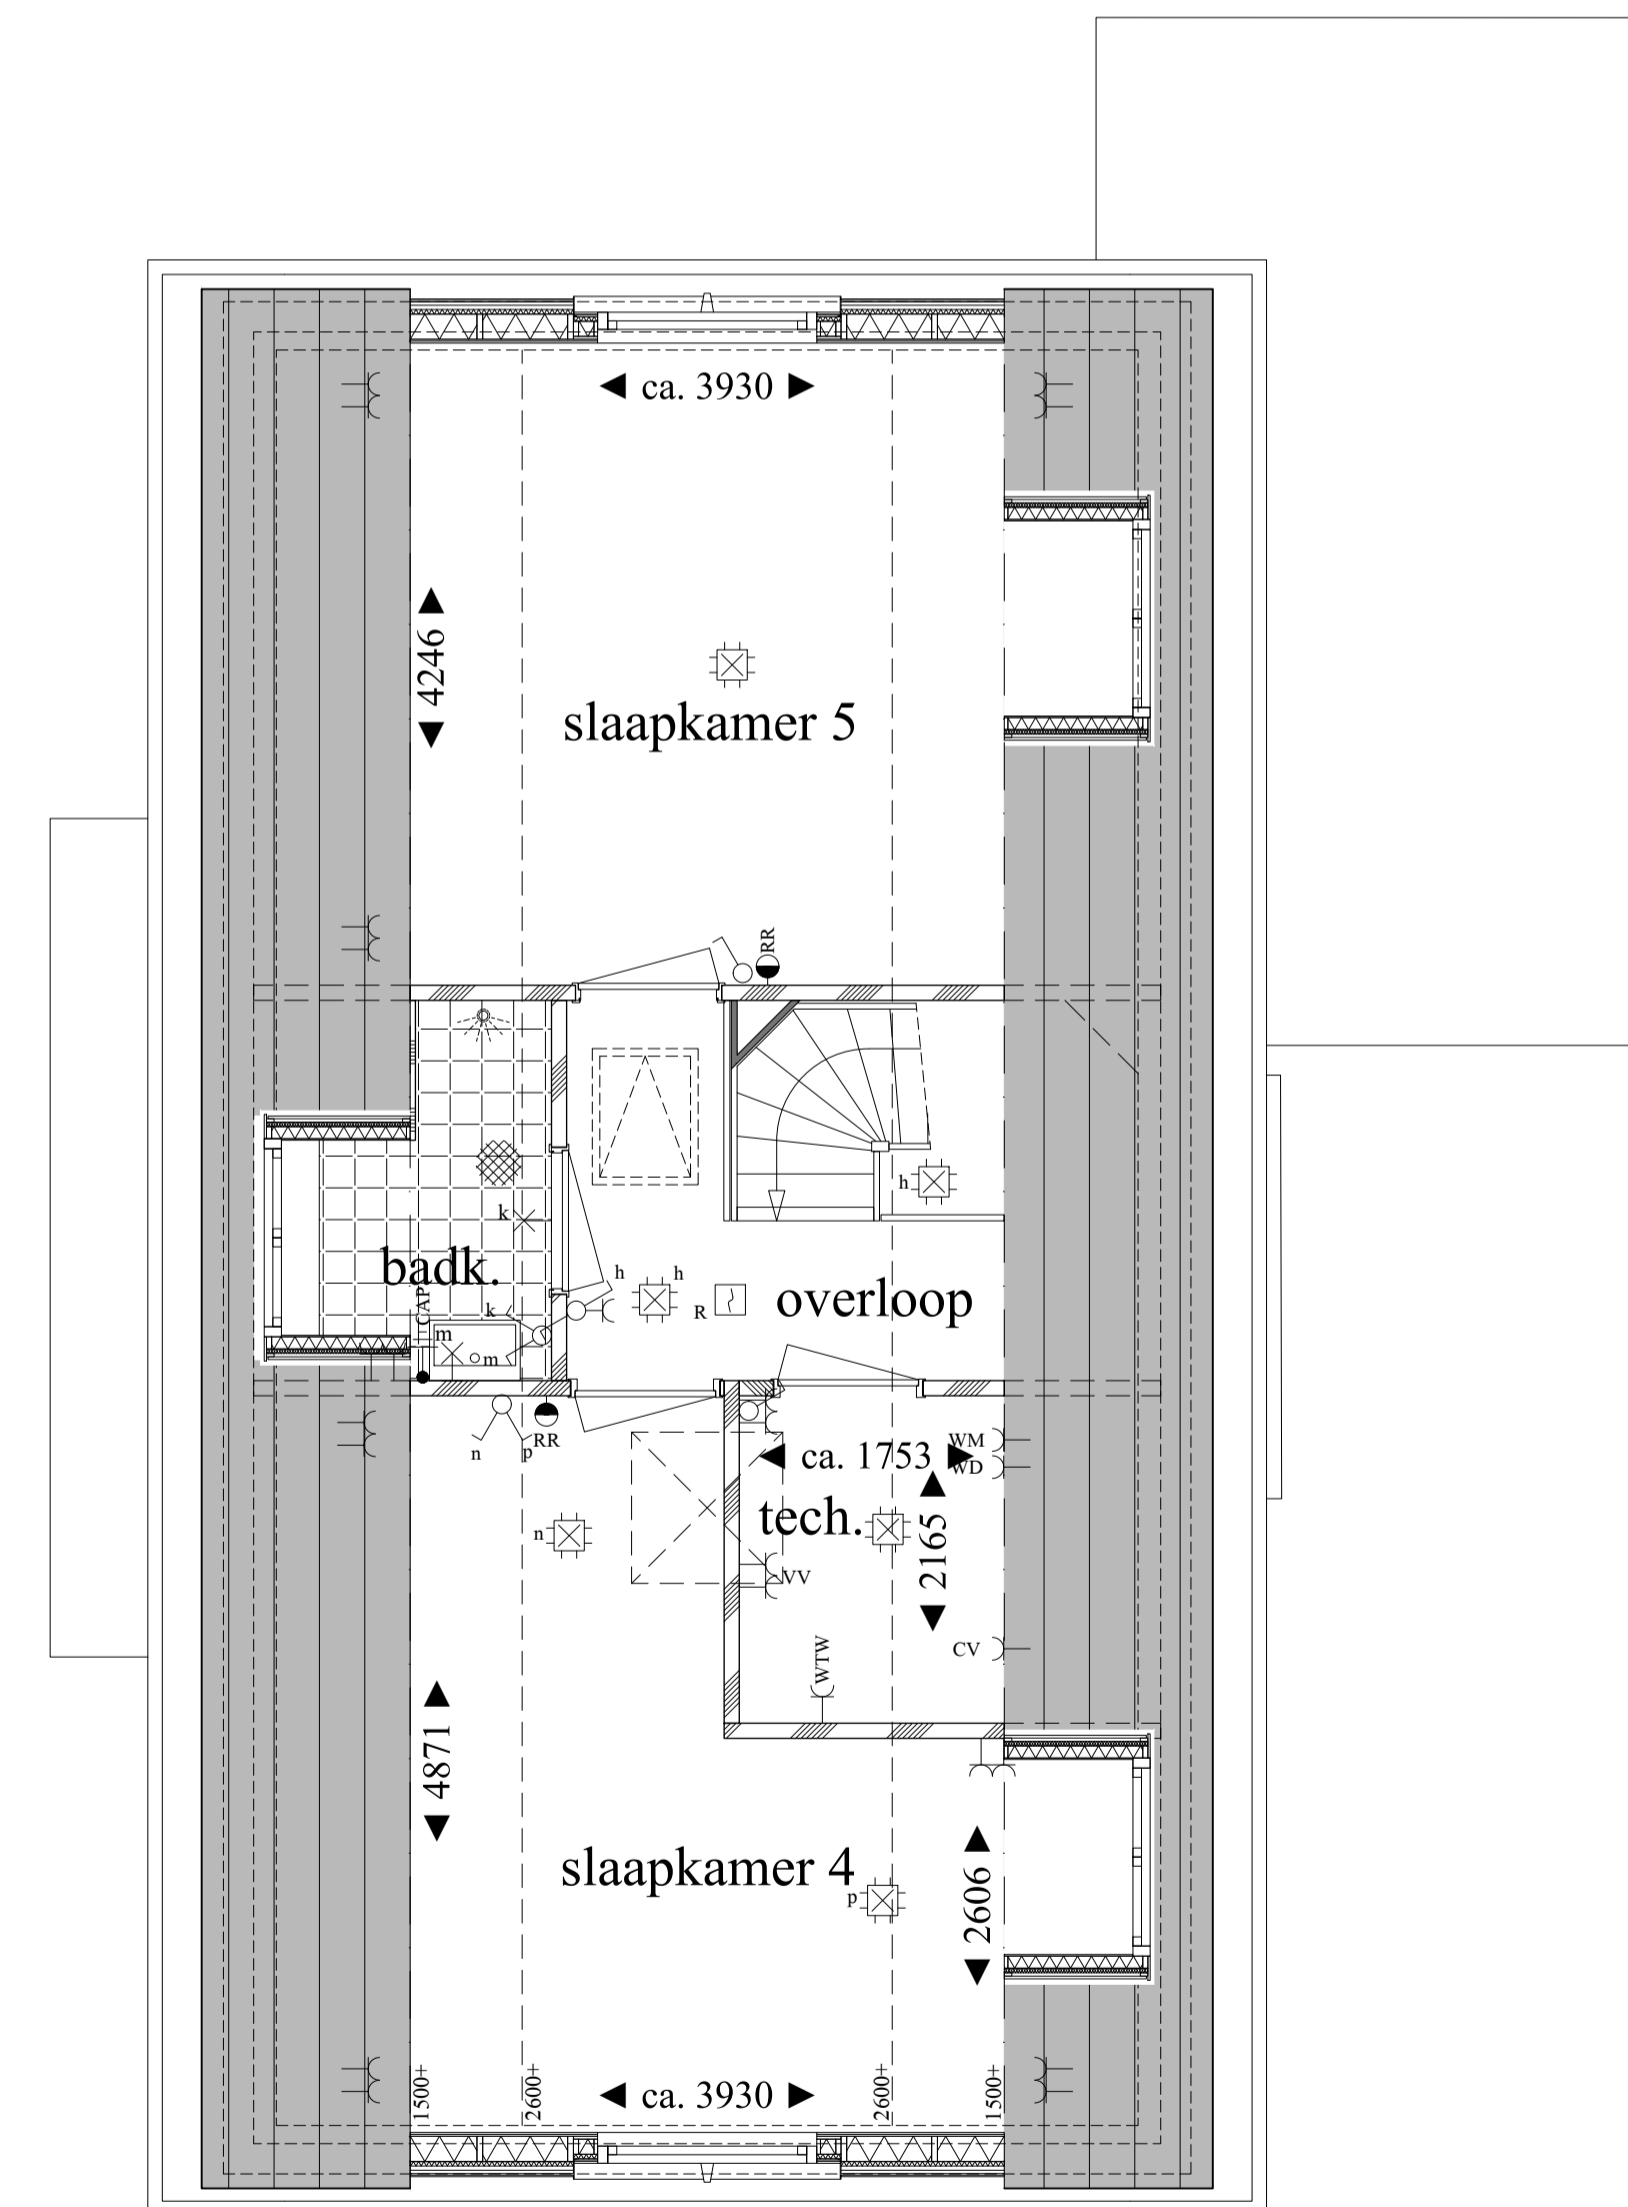 ca. 3930
4246
slaapkamer 5
RR
h
k
badk.
h
h
CAP
k
R
overloop
m
m
n
p
RR
WM
ca. 1753
WD
tech.
n
2165
VV
WTW
CV
4871
slaapkamer 4
p
2606
1500+
2600+
ca. 3930
2600+
1500+